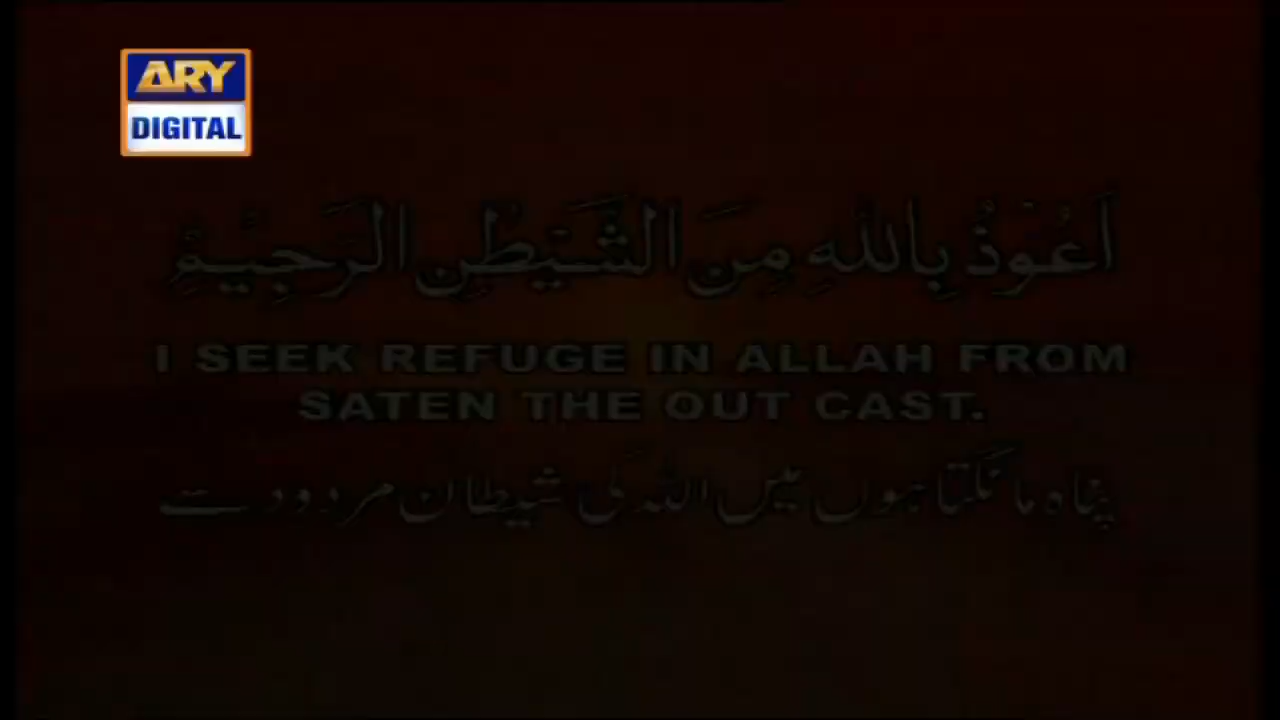 ARY
DIGITAL
اَعُوْذُ بِاللهِ مِنَ الشَّيْطٰنِ الرَّجِيْمِ
I SEEK REFUGE IN ALLAH FROM
SATEN THE OUT CAST.
پناہ مانگتا ہوں میں اللہ کی شیطان مردود سے